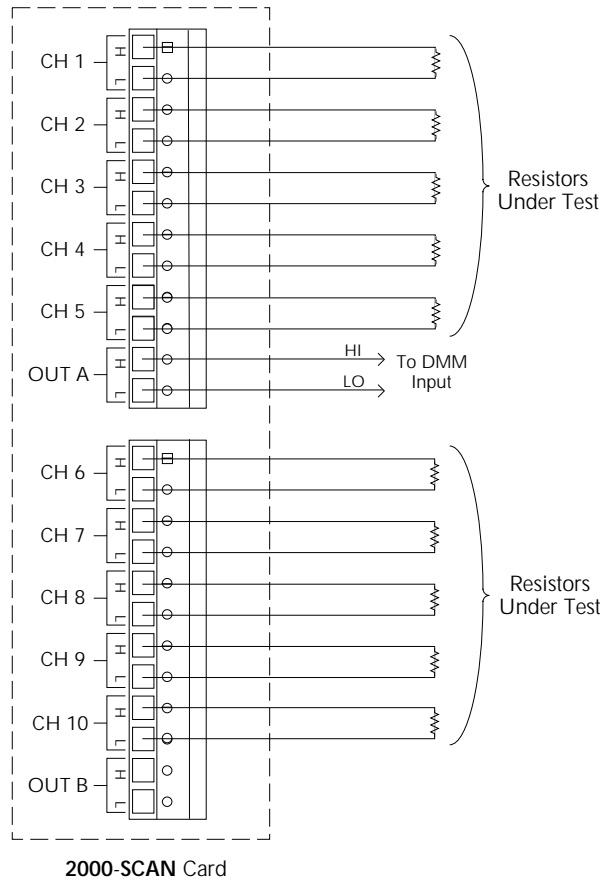 CH 1
H
L
CH 2
H
L
CH 3
H
L
CH 4
H
L
CH 5
H
L
Resistors
Under Test
OUT A
H
L
HI
LO
To DMM
Input
CH 6
H
L
CH 7
H
L
CH 8
H
L
CH 9
H
L
CH 10
H
L
Resistors
Under Test
OUT B
H
L
2000-SCAN Card